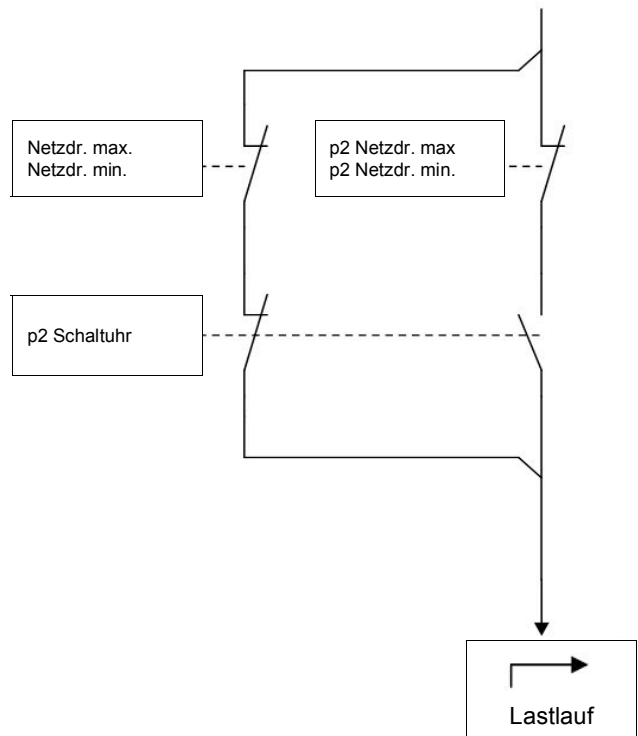 Netzdr. max.
Netzdr. min.
p2 Netzdr. max
p2 Netzdr. min.
p2 Schaltuhr
Lastlauf